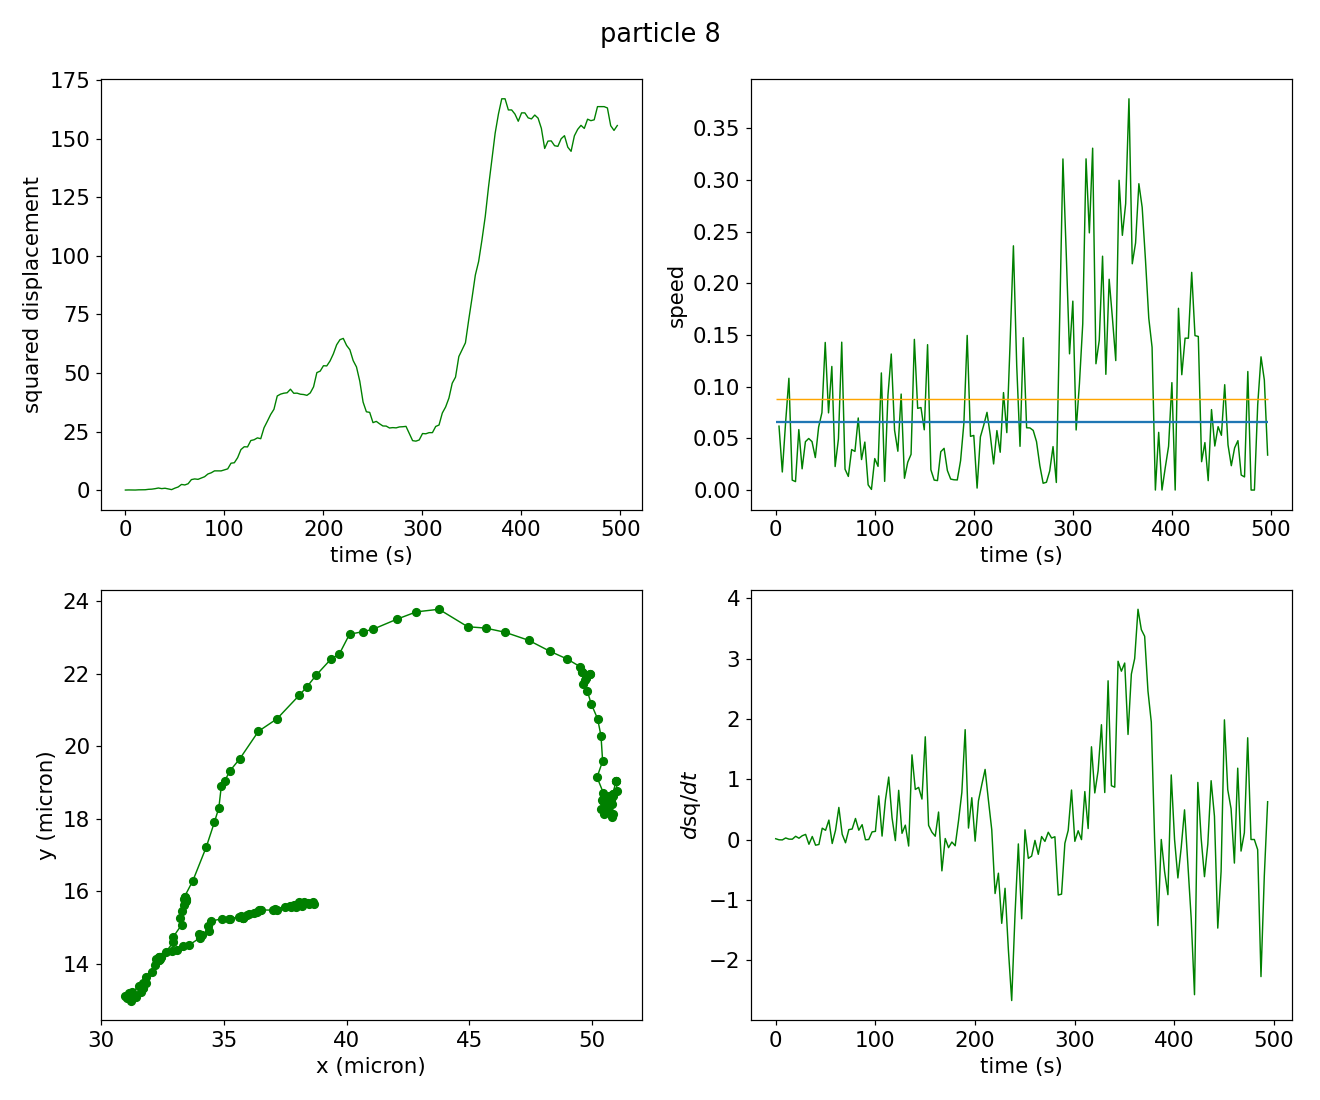 particle 8
175
150
125
100
75
50
25
0
squared displacement
0 100 200 300 400 500
time (s)
0.35
0.30
0.25
0.20
0.15
0.10
0.05
0.00
speed
0 100 200 300 400 500
time (s)
24
22
20
18
16
14
y (micron)
30 35 40 45 50
x (micron)
4
3
2
1
0
−1
−2
dsq/dt
0 100 200 300 400 500
time (s)